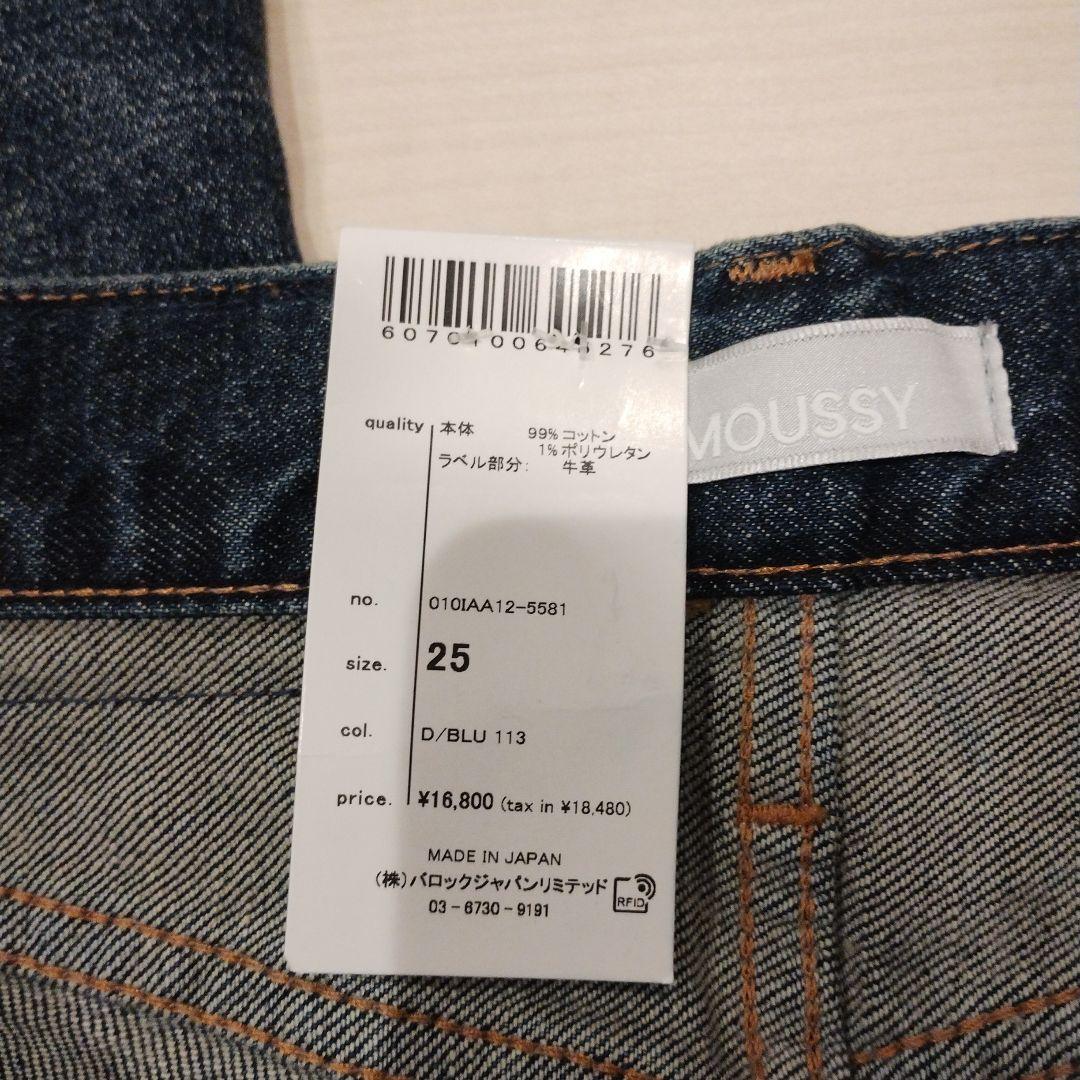 quality 本体 99%コットン
1%ポリウレタン
ラベル部分: 牛革
MOUSSY
no. 010IAA12-5581
size. 25
col. D/BLU 113
price. ¥16,800 (tax in ¥18,480)
MADE IN JAPAN
(株)バロックジャパンリミテッド
RFID
03-6730-9191